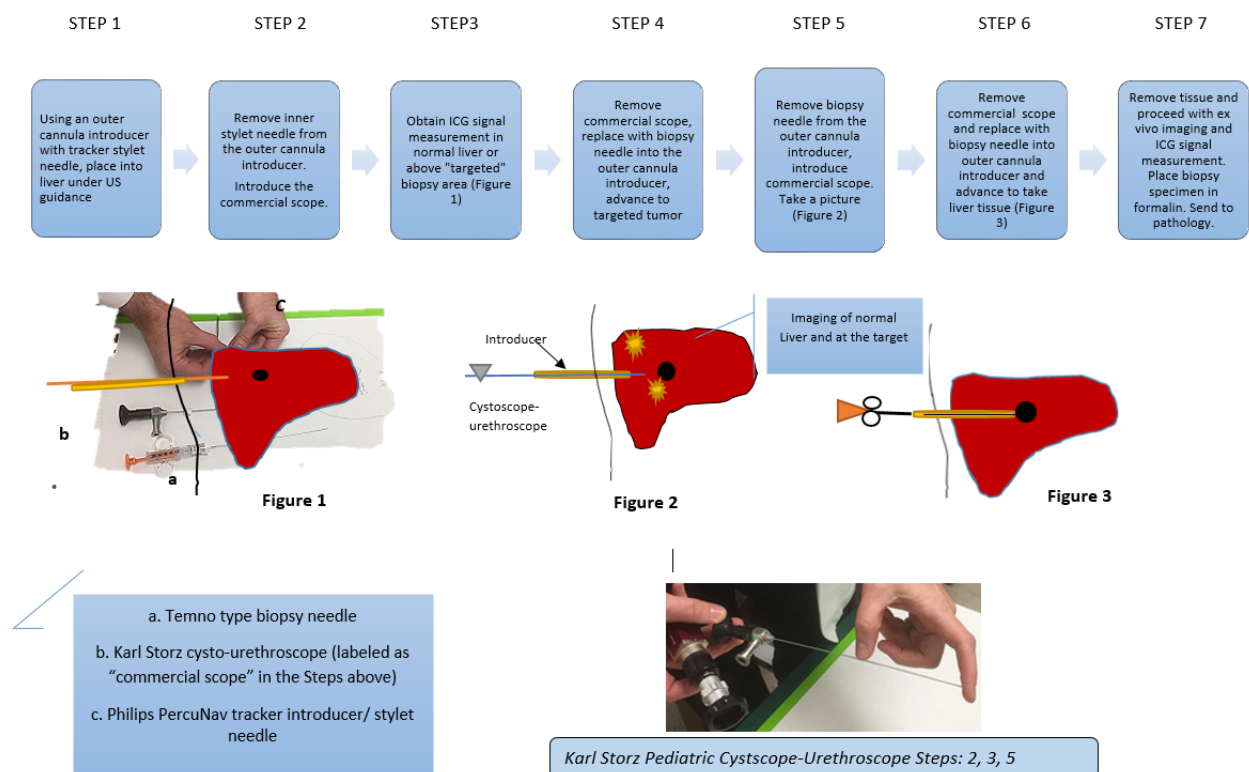 STEP 1
STEP 2
STEP3
STEP 4
STEP 5
STEP 6
STEP 7
Using an outer
cannula introducer
with tracker stylet
needle, place into
liver under US
guidance
Remove inner
stylet needle from
the outer cannula
introducer.
Introduce the
commercial scope.
Obtain ICG signal
measurement in
normal liver or
above "targeted"
biopsy area (Figure
1)
Remove
commercial scope,
replace with biopsy
needle into the
outer cannula
introducer,
advance to
targeted tumor
Remove biopsy
needle from the
outer cannula
introducer,
introduce
commercial scope.
Take a picture
(Figure 2)
Remove
commercial scope
and replace with
biopsy needle into
outer cannula
introducer and
advance to take
liver tissue (Figure
3)
Remove tissue and
proceed with ex
vivo imaging and
ICG signal
measurement.
Place biopsy
specimen in
formalin. Send to
pathology.
c
b
a
Figure 1
Introducer
Cystoscope-
urethroscope
Figure 2
Imaging of normal
Liver and at the target
Figure 3
a. Temno type biopsy needle
b. Karl Storz cysto-urethroscope (labeled as
“commercial scope” in the Steps above)
c. Philips PercuNav tracker introducer/ stylet
needle
Karl Storz Pediatric Cystscope-Urethroscope Steps: 2, 3, 5